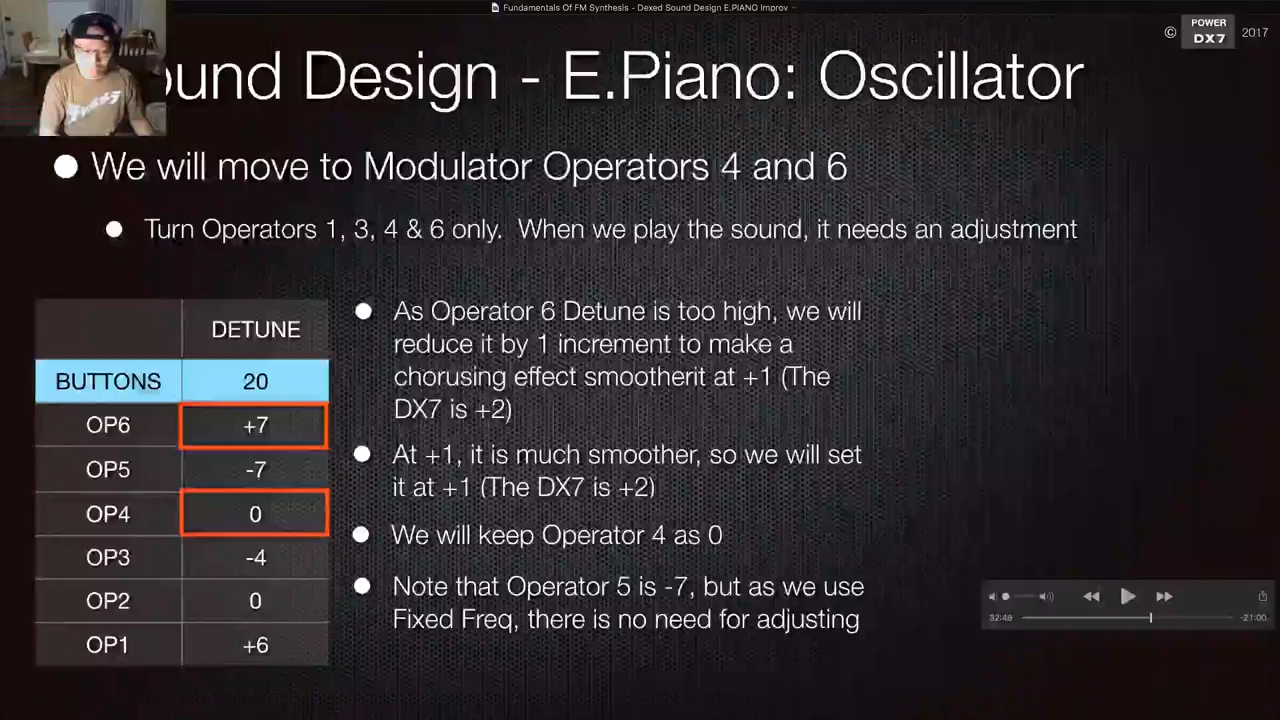 Fundamentals Of FM Synthesis - Dexed Sound Design E.PIANO Improv
© POWER DX7 2017
ound Design - E.Piano: Oscillator
We will move to Modulator Operators 4 and 6
Turn Operators 1, 3, 4 & 6 only. When we play the sound, it needs an adjustment
DETUNE
BUTTONS 20
OP6 +7
OP5 -7
OP4 0
OP3 -4
OP2 0
OP1 +6
As Operator 6 Detune is too high, we will
reduce it by 1 increment to make a
chorusing effect smootherit at +1 (The
DX7 is +2)
At +1, it is much smoother, so we will set
it at +1 (The DX7 is +2)
We will keep Operator 4 as 0
Note that Operator 5 is -7, but as we use
Fixed Freq, there is no need for adjusting
32:48 -21:00